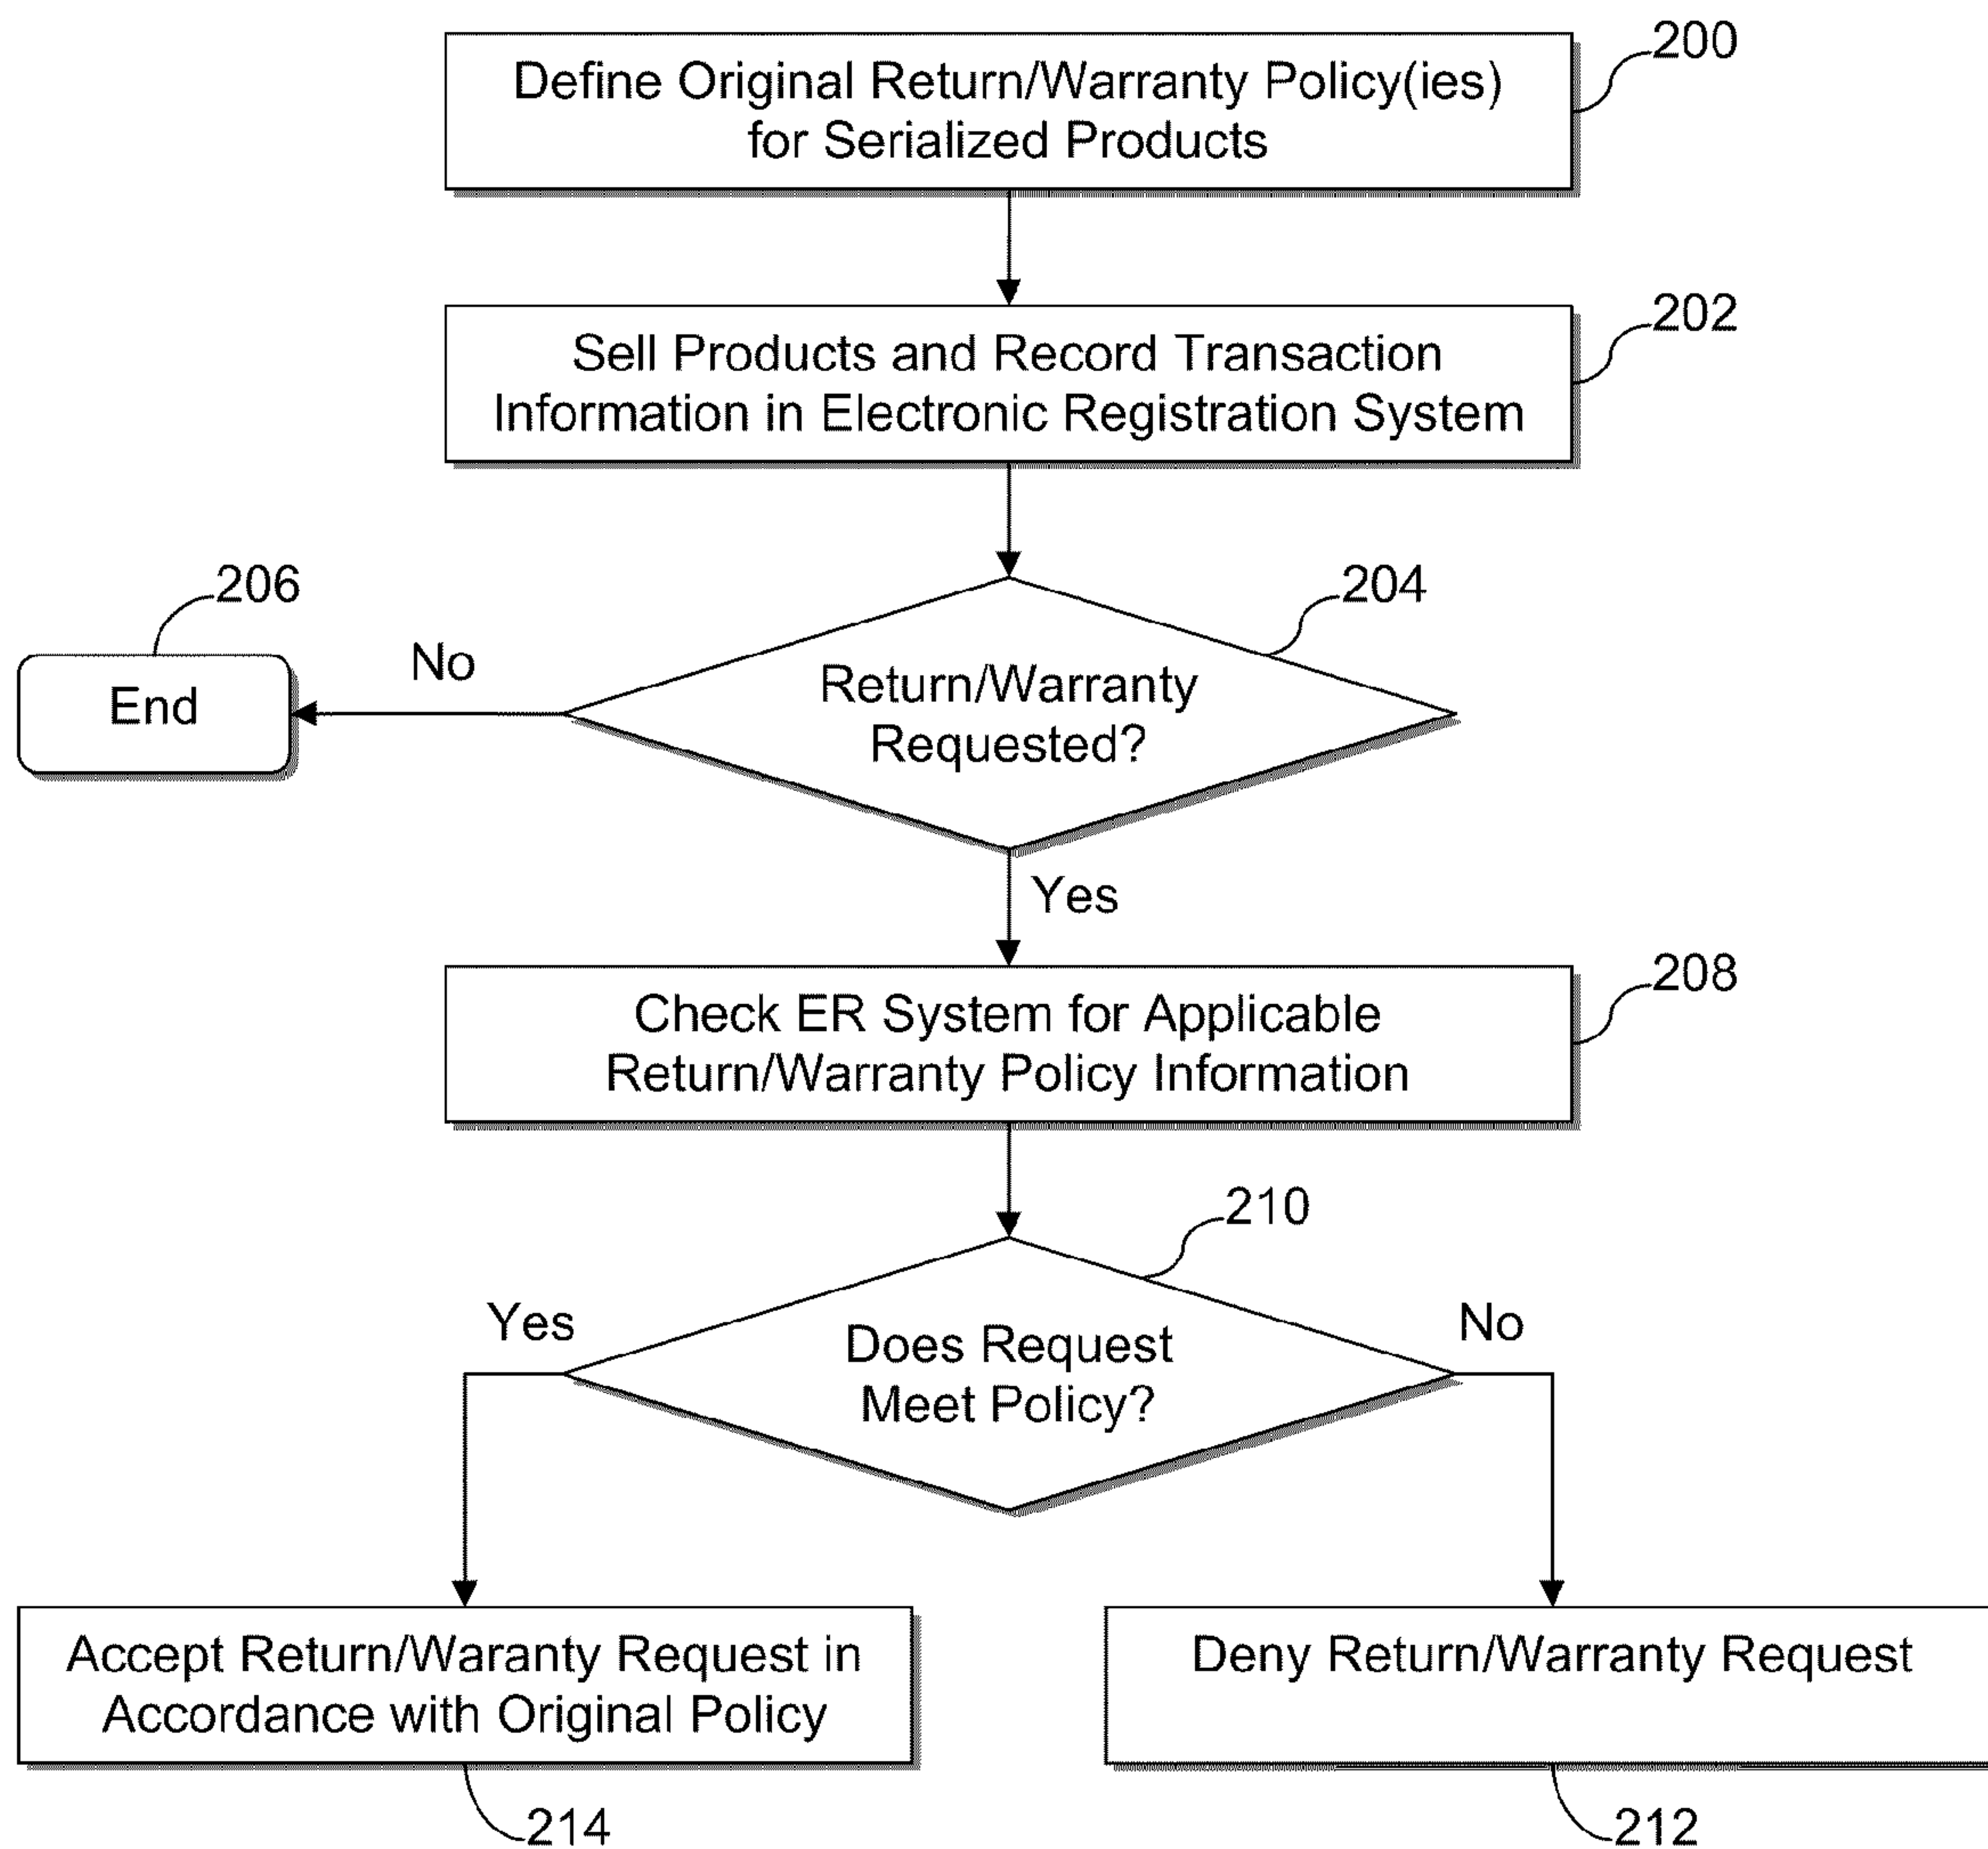 200
Define Original Return/Warranty Policy(ies)
for Serialized Products
202
Sell Products and Record Transaction
Information in Electronic Registration System
206
204
End
No
Return/Warranty
Requested?
Yes
208
Check ER System for Applicable
Return/Warranty Policy Information
210
Yes
No
Does Request
Meet Policy?
Accept Return/Waranty Request in
Accordance with Original Policy
Deny Return/Warranty Request
214
212